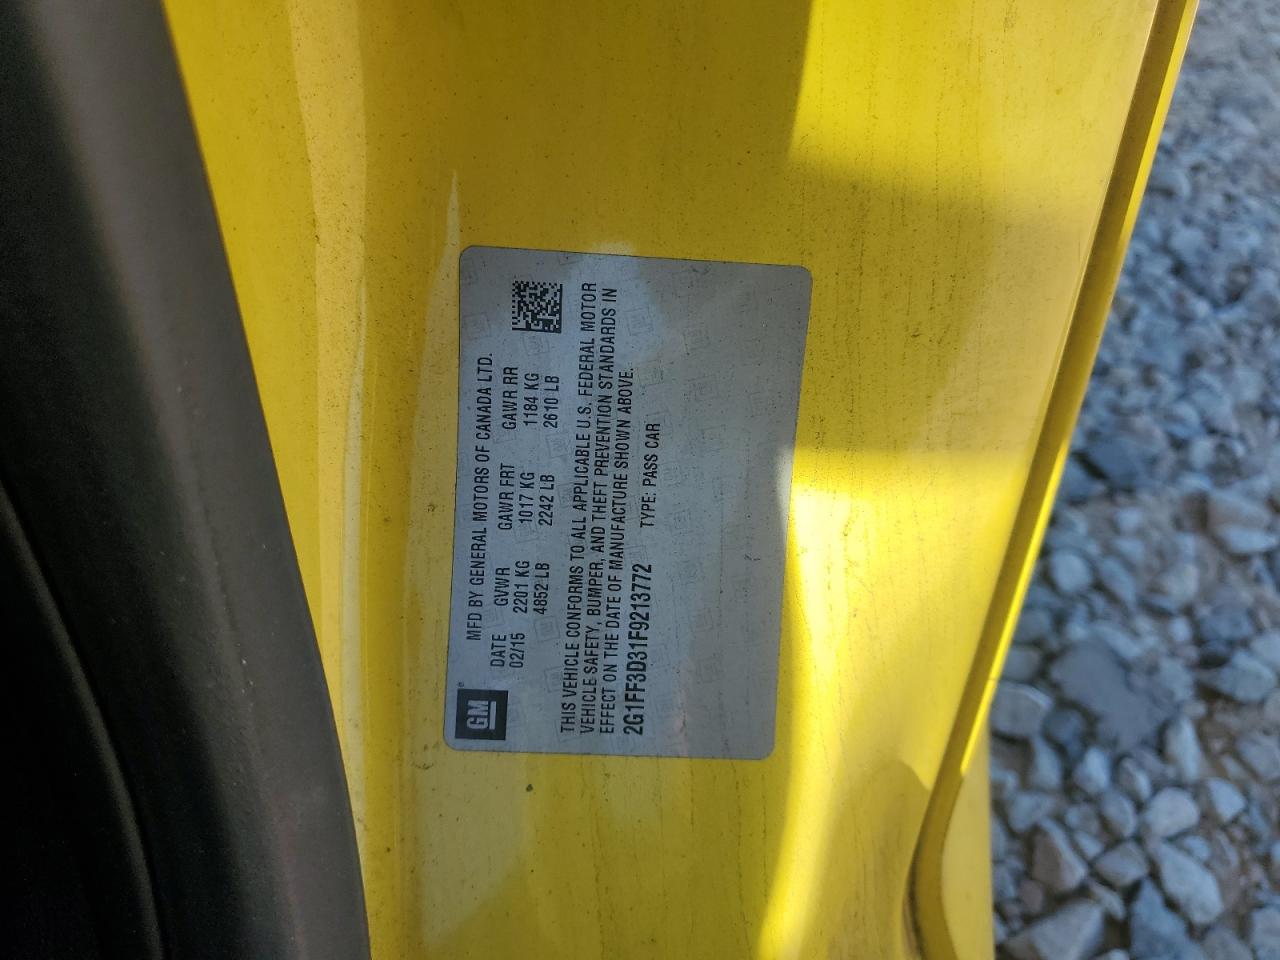 GM®
MFD BY GENERAL MOTORS OF CANADA LTD.
DATE GVWR GAWR FRT GAWR RR
02/15 2201 KG 1017 KG 1184 KG
4852 LB 2242 LB 2610 LB
THIS VEHICLE CONFORMS TO ALL APPLICABLE U.S. FEDERAL MOTOR
VEHICLE SAFETY, BUMPER, AND THEFT PREVENTION STANDARDS IN
EFFECT ON THE DATE OF MANUFACTURE SHOWN ABOVE.
2G1FF3D31F9213772 TYPE: PASS CAR